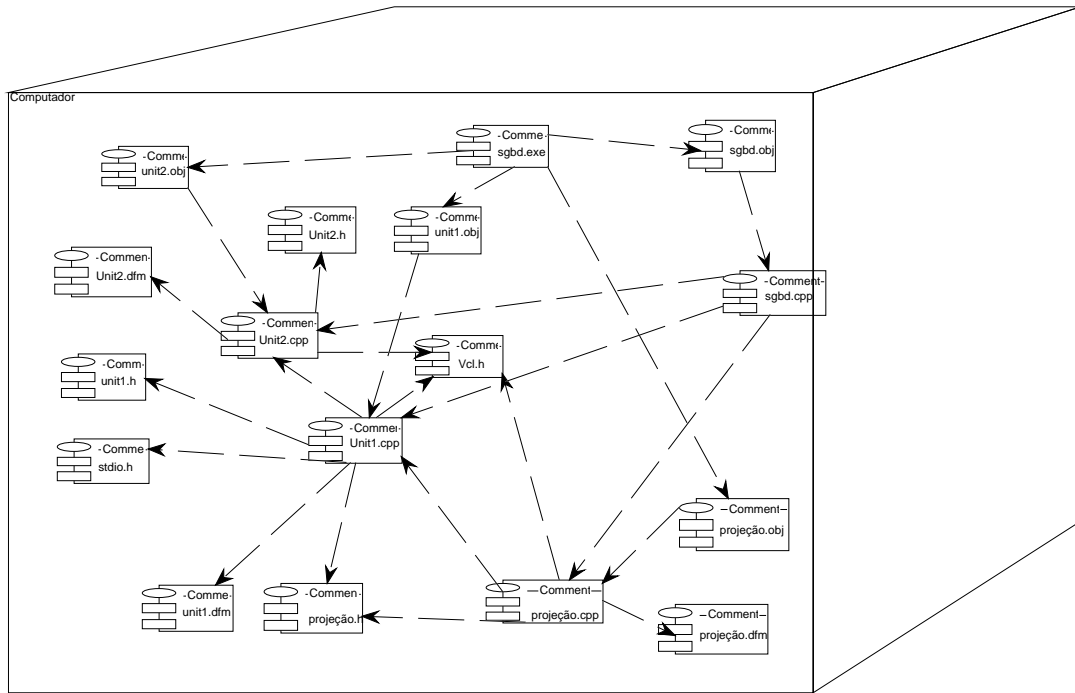 Computador
-Comme-
sgbd.exe
-Comme-
sgbd.obj
-Comme-
unit2.obj
-Comme-
Unit2.h
-Comme-
unit1.obj
-Commen-
Unit2.dfm
-Comment-
sgbd.cpp
-Commen-
Unit2.cpp
-Comme-
Vcl.h
-Comm-
unit1.h
-Commen-
Unit1.cpp
-Comme
stdio.h
-Comment-
projeção.obj
-Comme-
unit1.dfm
-Commen-
projeção.h
-Comment-
projeção.cpp
-Comment-
projeção.dfm